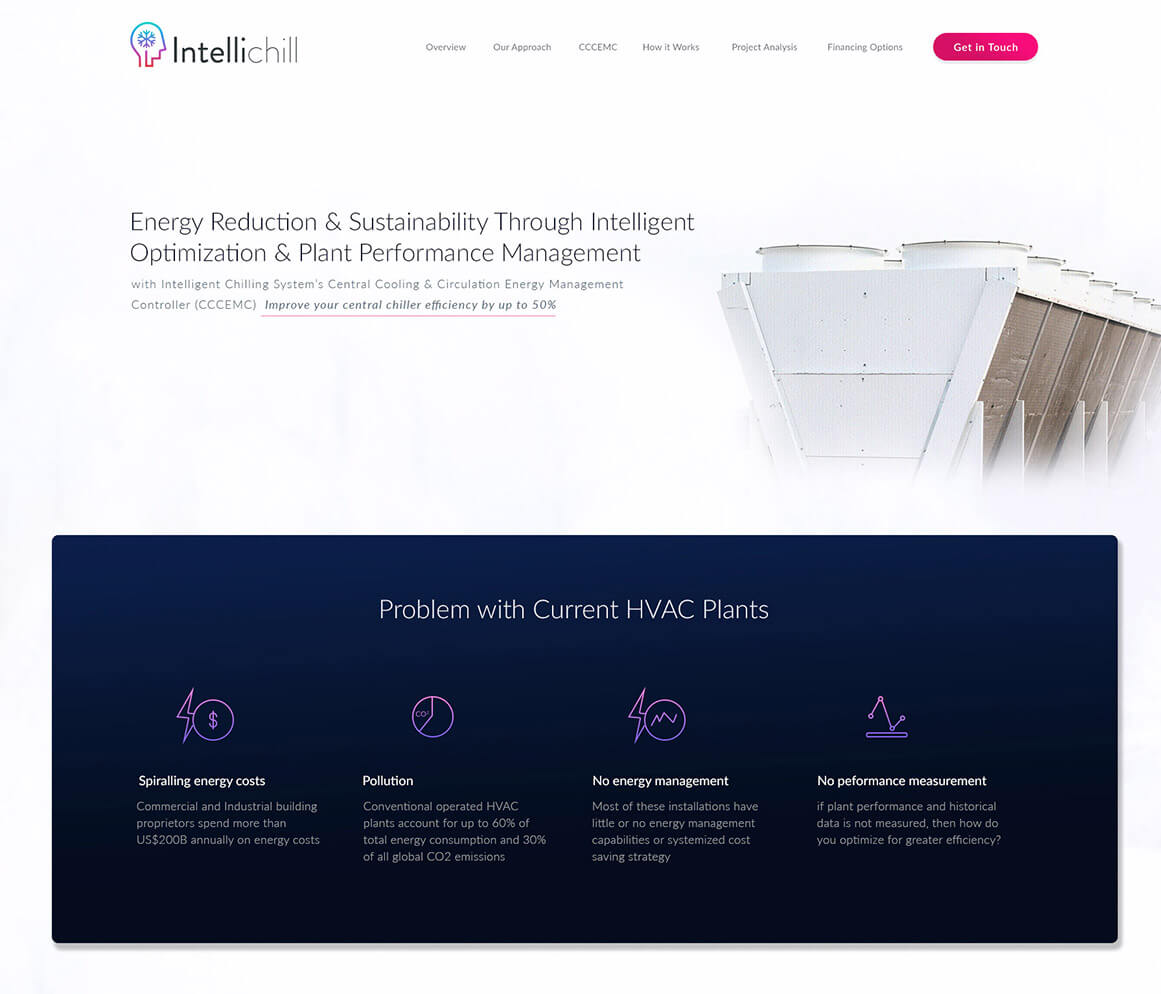 Intellichill
Overview Our Approach CCCEMC How it Works Project Analysis Financing Options Get in Touch
Energy Reduction & Sustainability Through Intelligent
Optimization & Plant Performance Management
with Intelligent Chilling System's Central Cooling & Circulation Energy Management
Controller (CCCEMC) Improve your central chiller efficiency by up to 50%
Problem with Current HVAC Plants
$
CO²
Spiralling energy costs
Commercial and Industrial building
proprietors spend more than
US$200B annually on energy costs
Pollution
Conventional operated HVAC
plants account for up to 60% of
total energy consumption and 30%
of all global CO2 emissions
No energy management
Most of these installations have
little or no energy management
capabilities or systemized cost
saving strategy
No peformance measurement
if plant performance and historical
data is not measured, then how do
you optimize for greater efficiency?